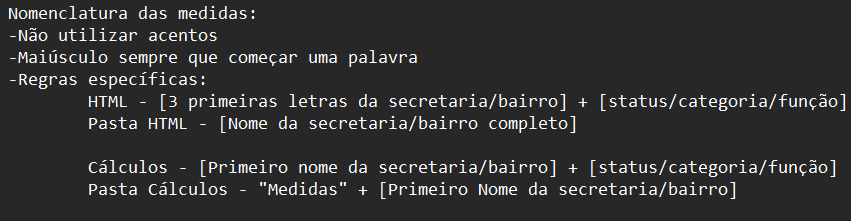 Nomenclatura das medidas:
-Não utilizar acentos
-Maiúsculo sempre que começar uma palavra
-Regras específicas:
HTML - [3 primeiras letras da secretaria/bairro] + [status/categoria/função]
Pasta HTML - [Nome da secretaria/bairro completo]
Cálculos - [Primeiro nome da secretaria/bairro] + [status/categoria/função]
Pasta Cálculos - "Medidas" + [Primeiro Nome da secretaria/bairro]